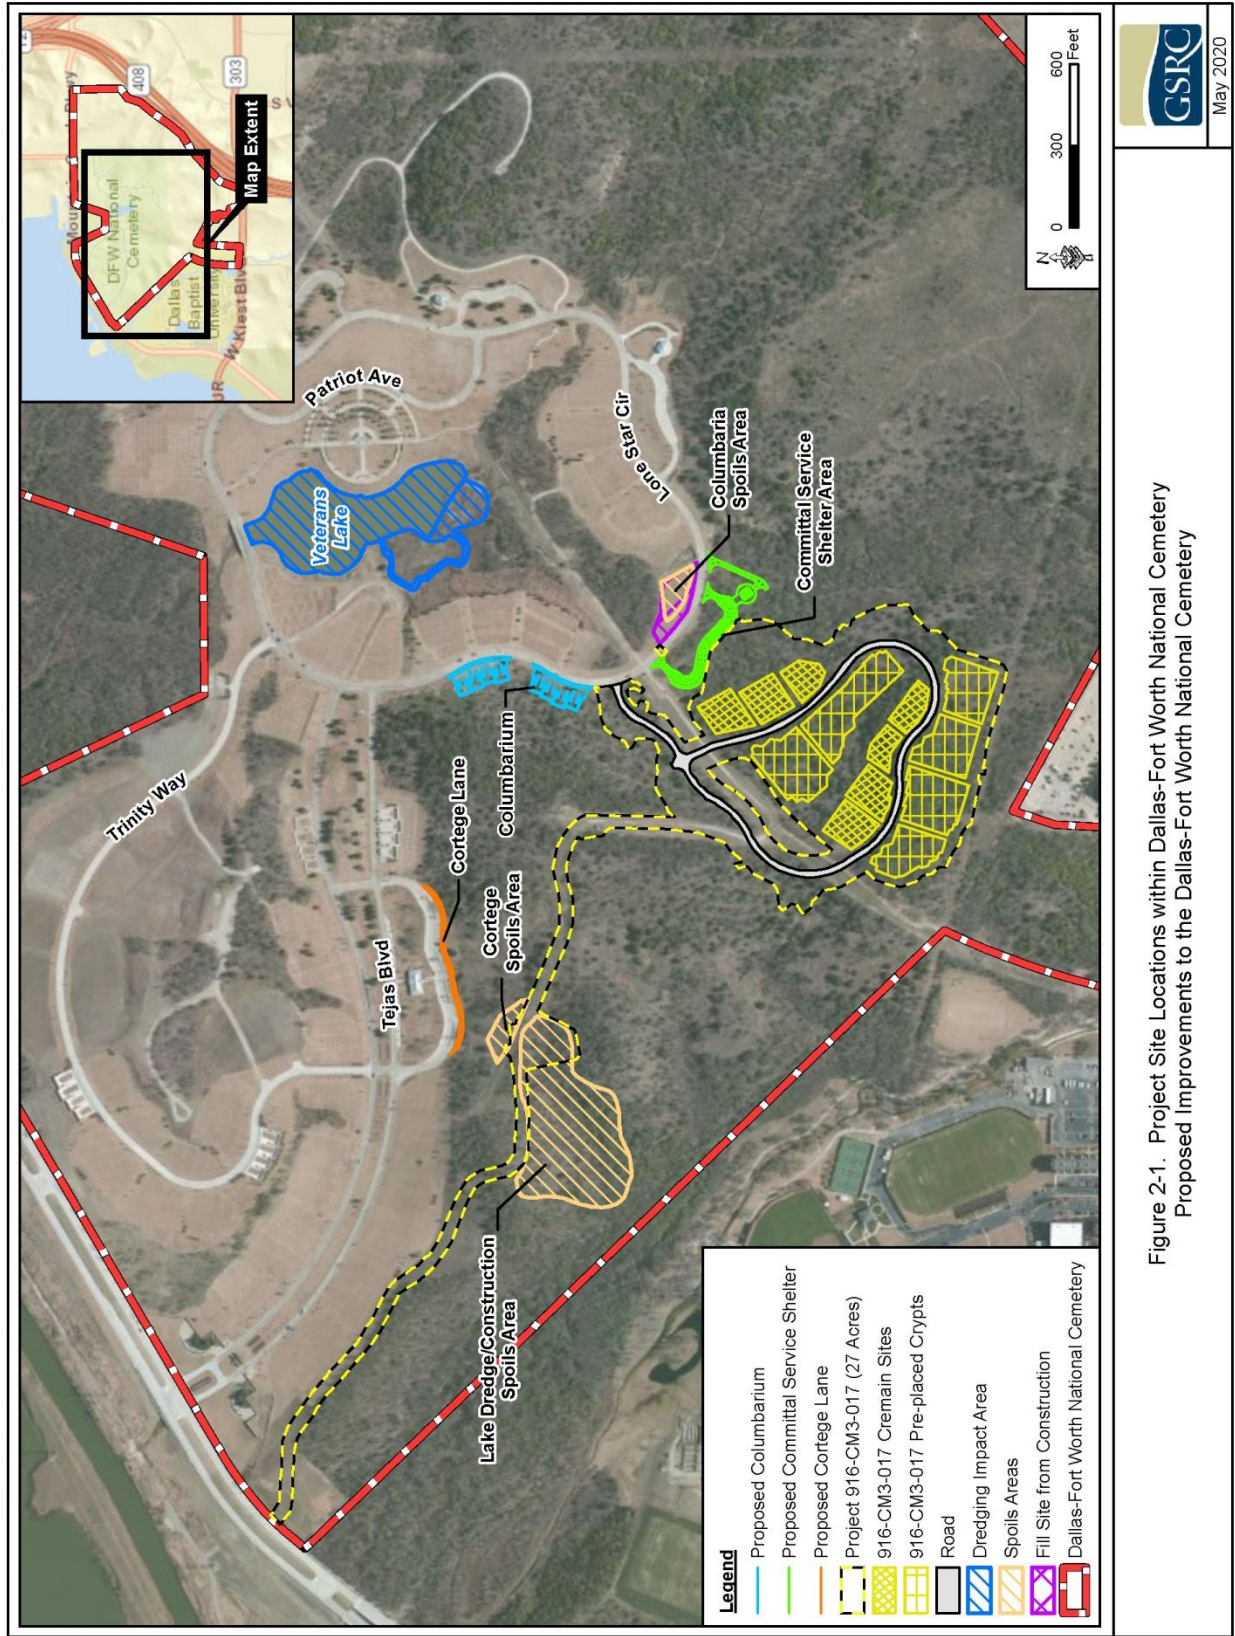 12
408
303
Mou
DFW National
Cemetery
Dallas
Baptist
University
W Kiest Blvd
Map Extent
Patriot Ave
Veterans
Lake
Trinity Way
Lone Star Cir
Columbaria
Spoils Area
Committal Service
Shelter Area
Columbarium
Cortege Lane
Tejas Blvd
Cortege
Spoils Area
Lake Dredge/Construction
Spoils Area
N
0 300 600
Feet
Legend
Proposed Columbarium
Proposed Committal Service Shelter
Proposed Cortege Lane
Project 916-CM3-017 (27 Acres)
916-CM3-017 Cremain Sites
916-CM3-017 Pre-placed Crypts
Road
Dredging Impact Area
Spoils Areas
Fill Site from Construction
Dallas-Fort Worth National Cemetery
Figure 2-1. Project Site Locations within Dallas-Fort Worth National Cemetery
Proposed Improvements to the Dallas-Fort Worth National Cemetery
GSRC
May 2020